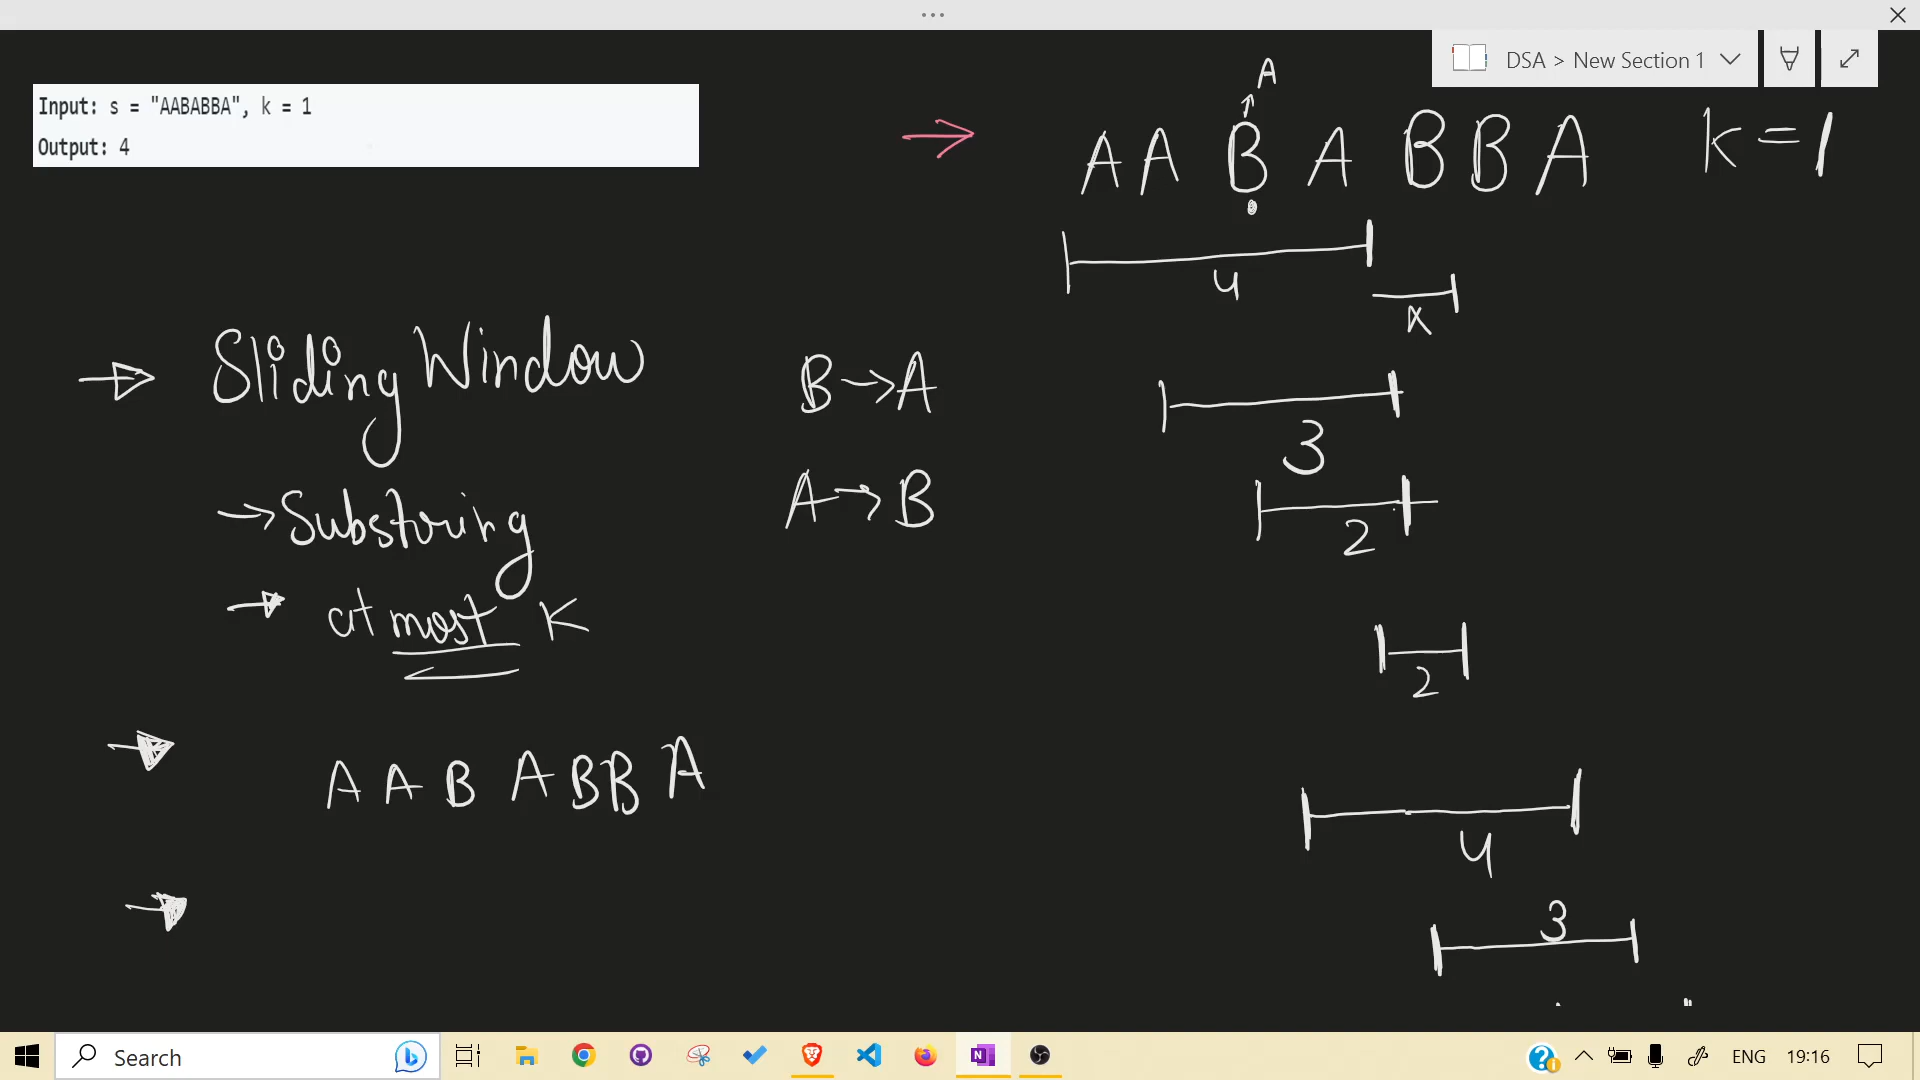 DSA > New Section 1
Input: s = "AABABBA", k = 1
Output: 4
A
A A B A B B A K = 1
4
x
Sliding Window
B → A
3
→ Substring
A → B
2
at most K
2
A A B A B B A
4
3
Search
ENG 19:16